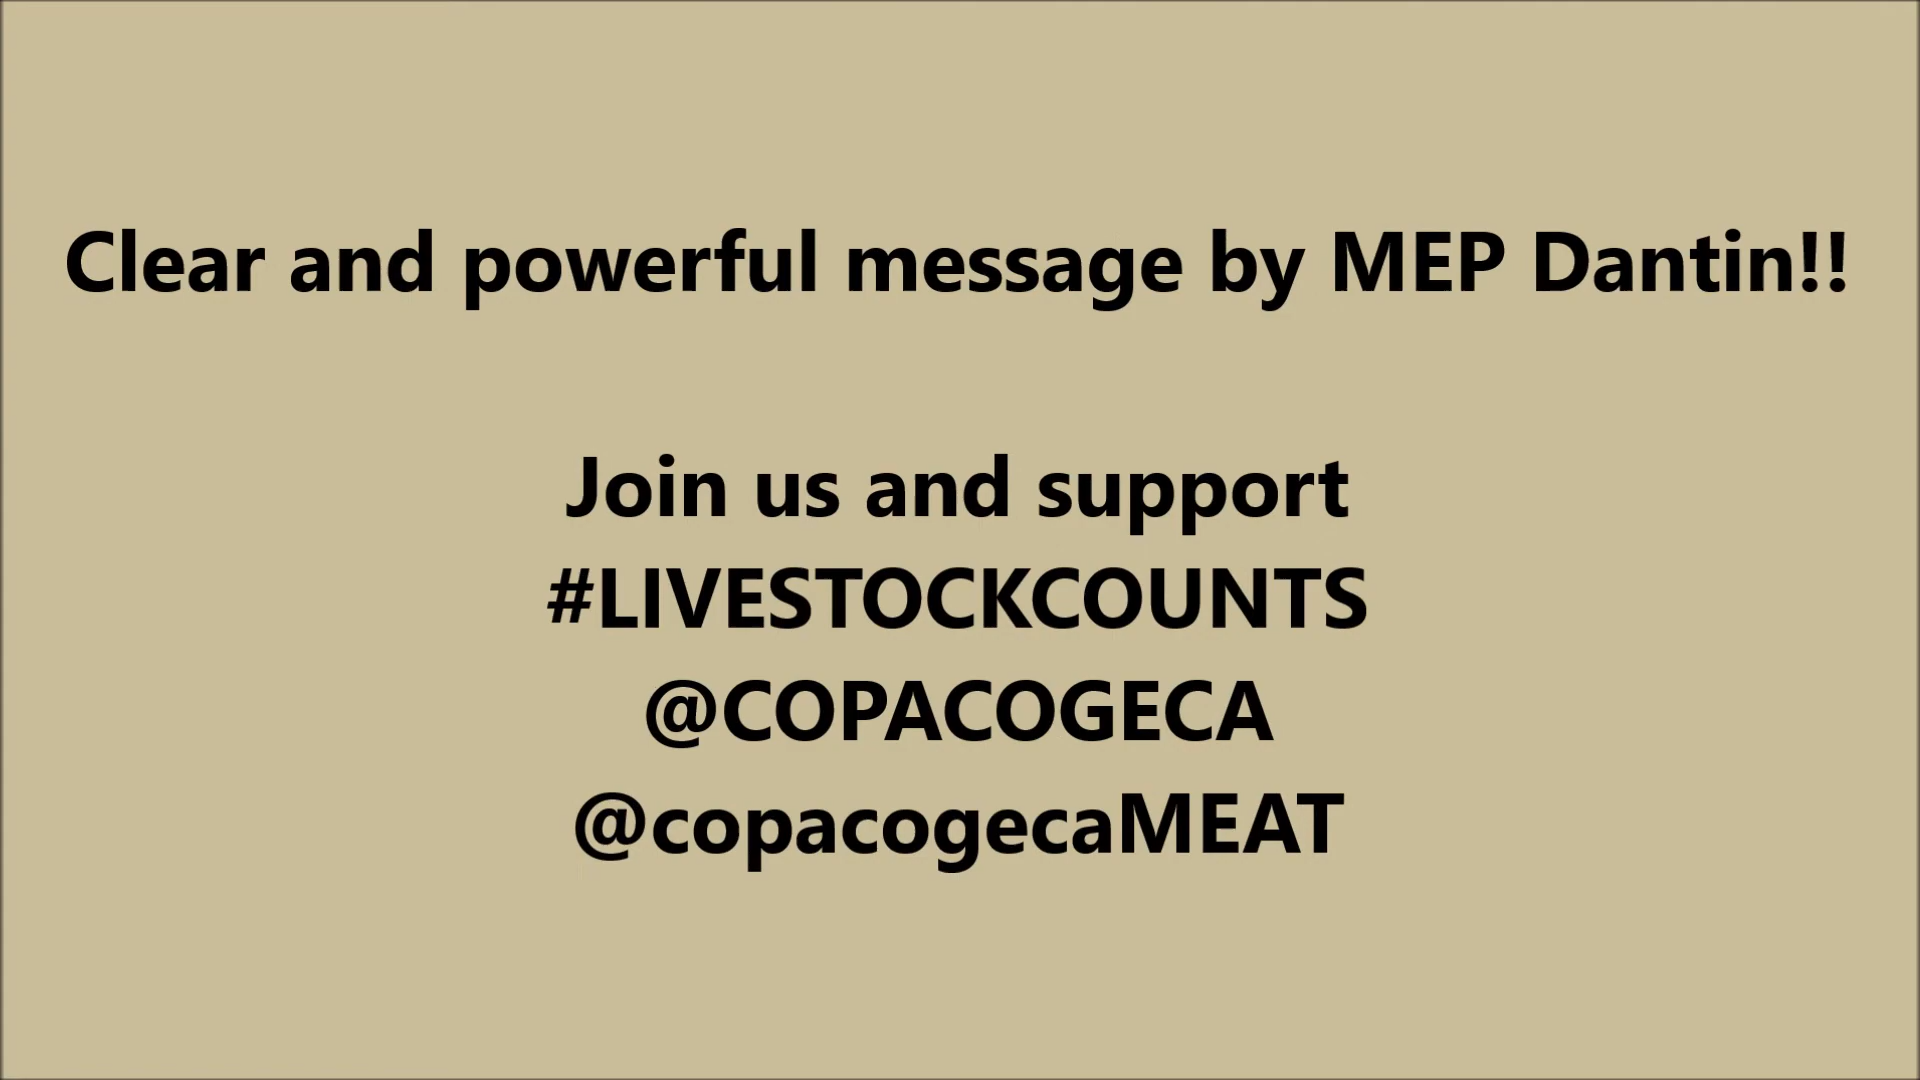 Clear and powerful message by MEP Dantin!!
Join us and support
#LIVESTOCKCOUNTS
@COPACOGECA
@copacogecaMEAT